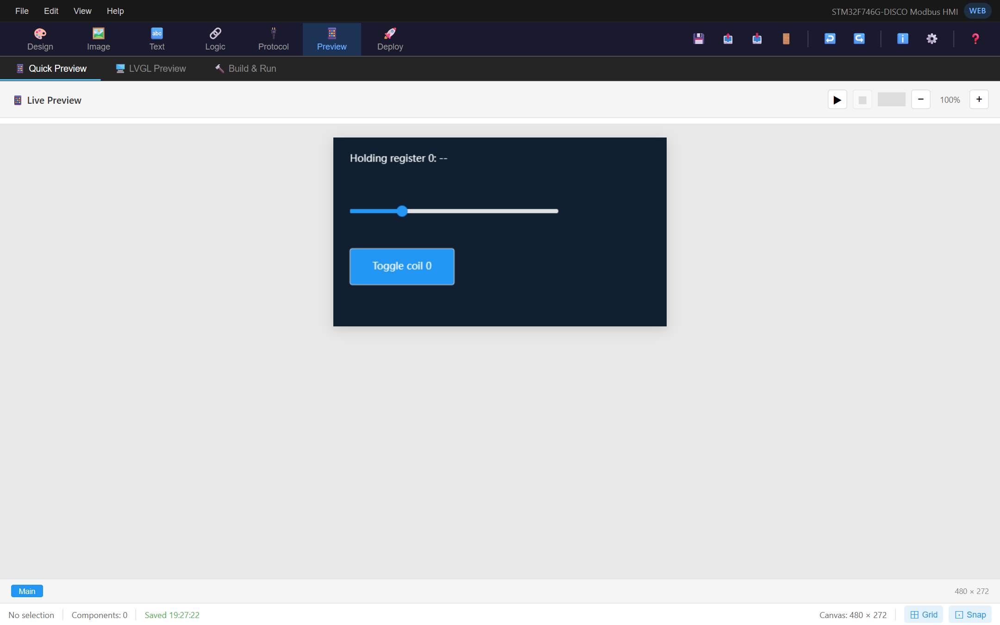 File Edit View Help STM32F746G-DISCO Modbus HMI WEB
Design Image Text Logic Protocol Preview Deploy
Quick Preview LVGL Preview Build & Run
Live Preview 100%
Holding register 0: --
Toggle coil 0
Main 480 × 272
No selection Components: 0 Saved 19:27:22 Canvas: 480 × 272 Grid Snap